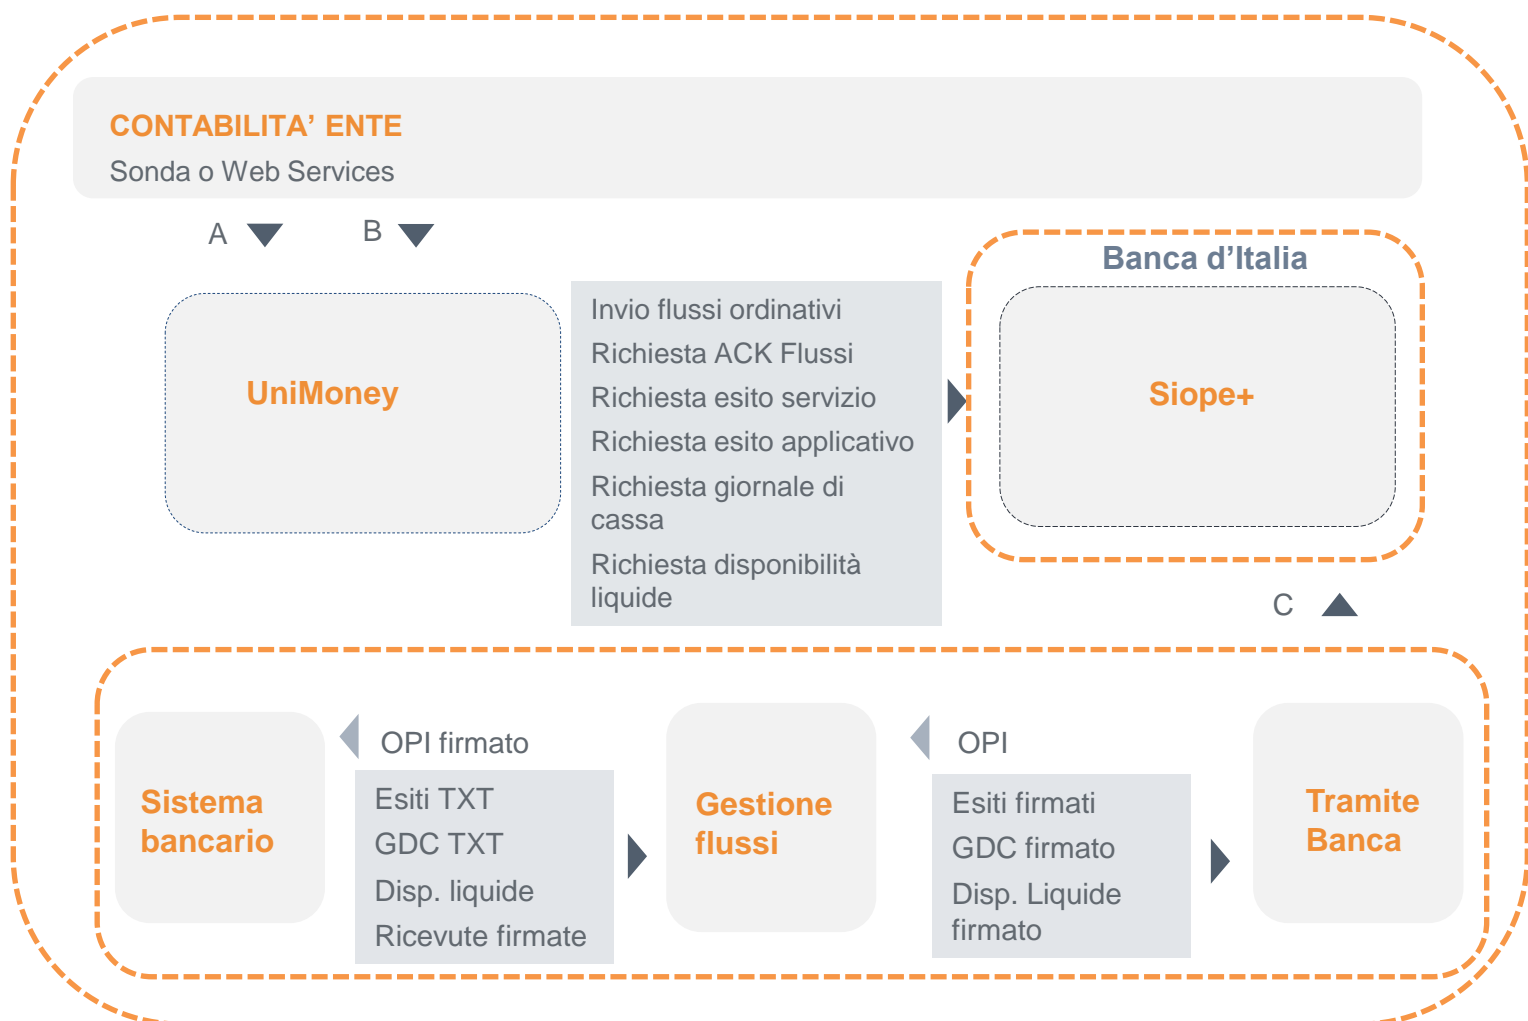 CONTABILITA’ ENTE
Sonda o Web Services
A
B
Banca d’Italia
UniMoney
Invio flussi ordinativi
Richiesta ACK Flussi
Richiesta esito servizio
Richiesta esito applicativo
Richiesta giornale di
cassa
Richiesta disponibilità
liquide
Siope+
C
Sistema
bancario
OPI firmato
Esiti TXT
GDC TXT
Disp. liquide
Ricevute firmate
Gestione
flussi
OPI
Esiti firmati
GDC firmato
Disp. Liquide
firmato
Tramite
Banca